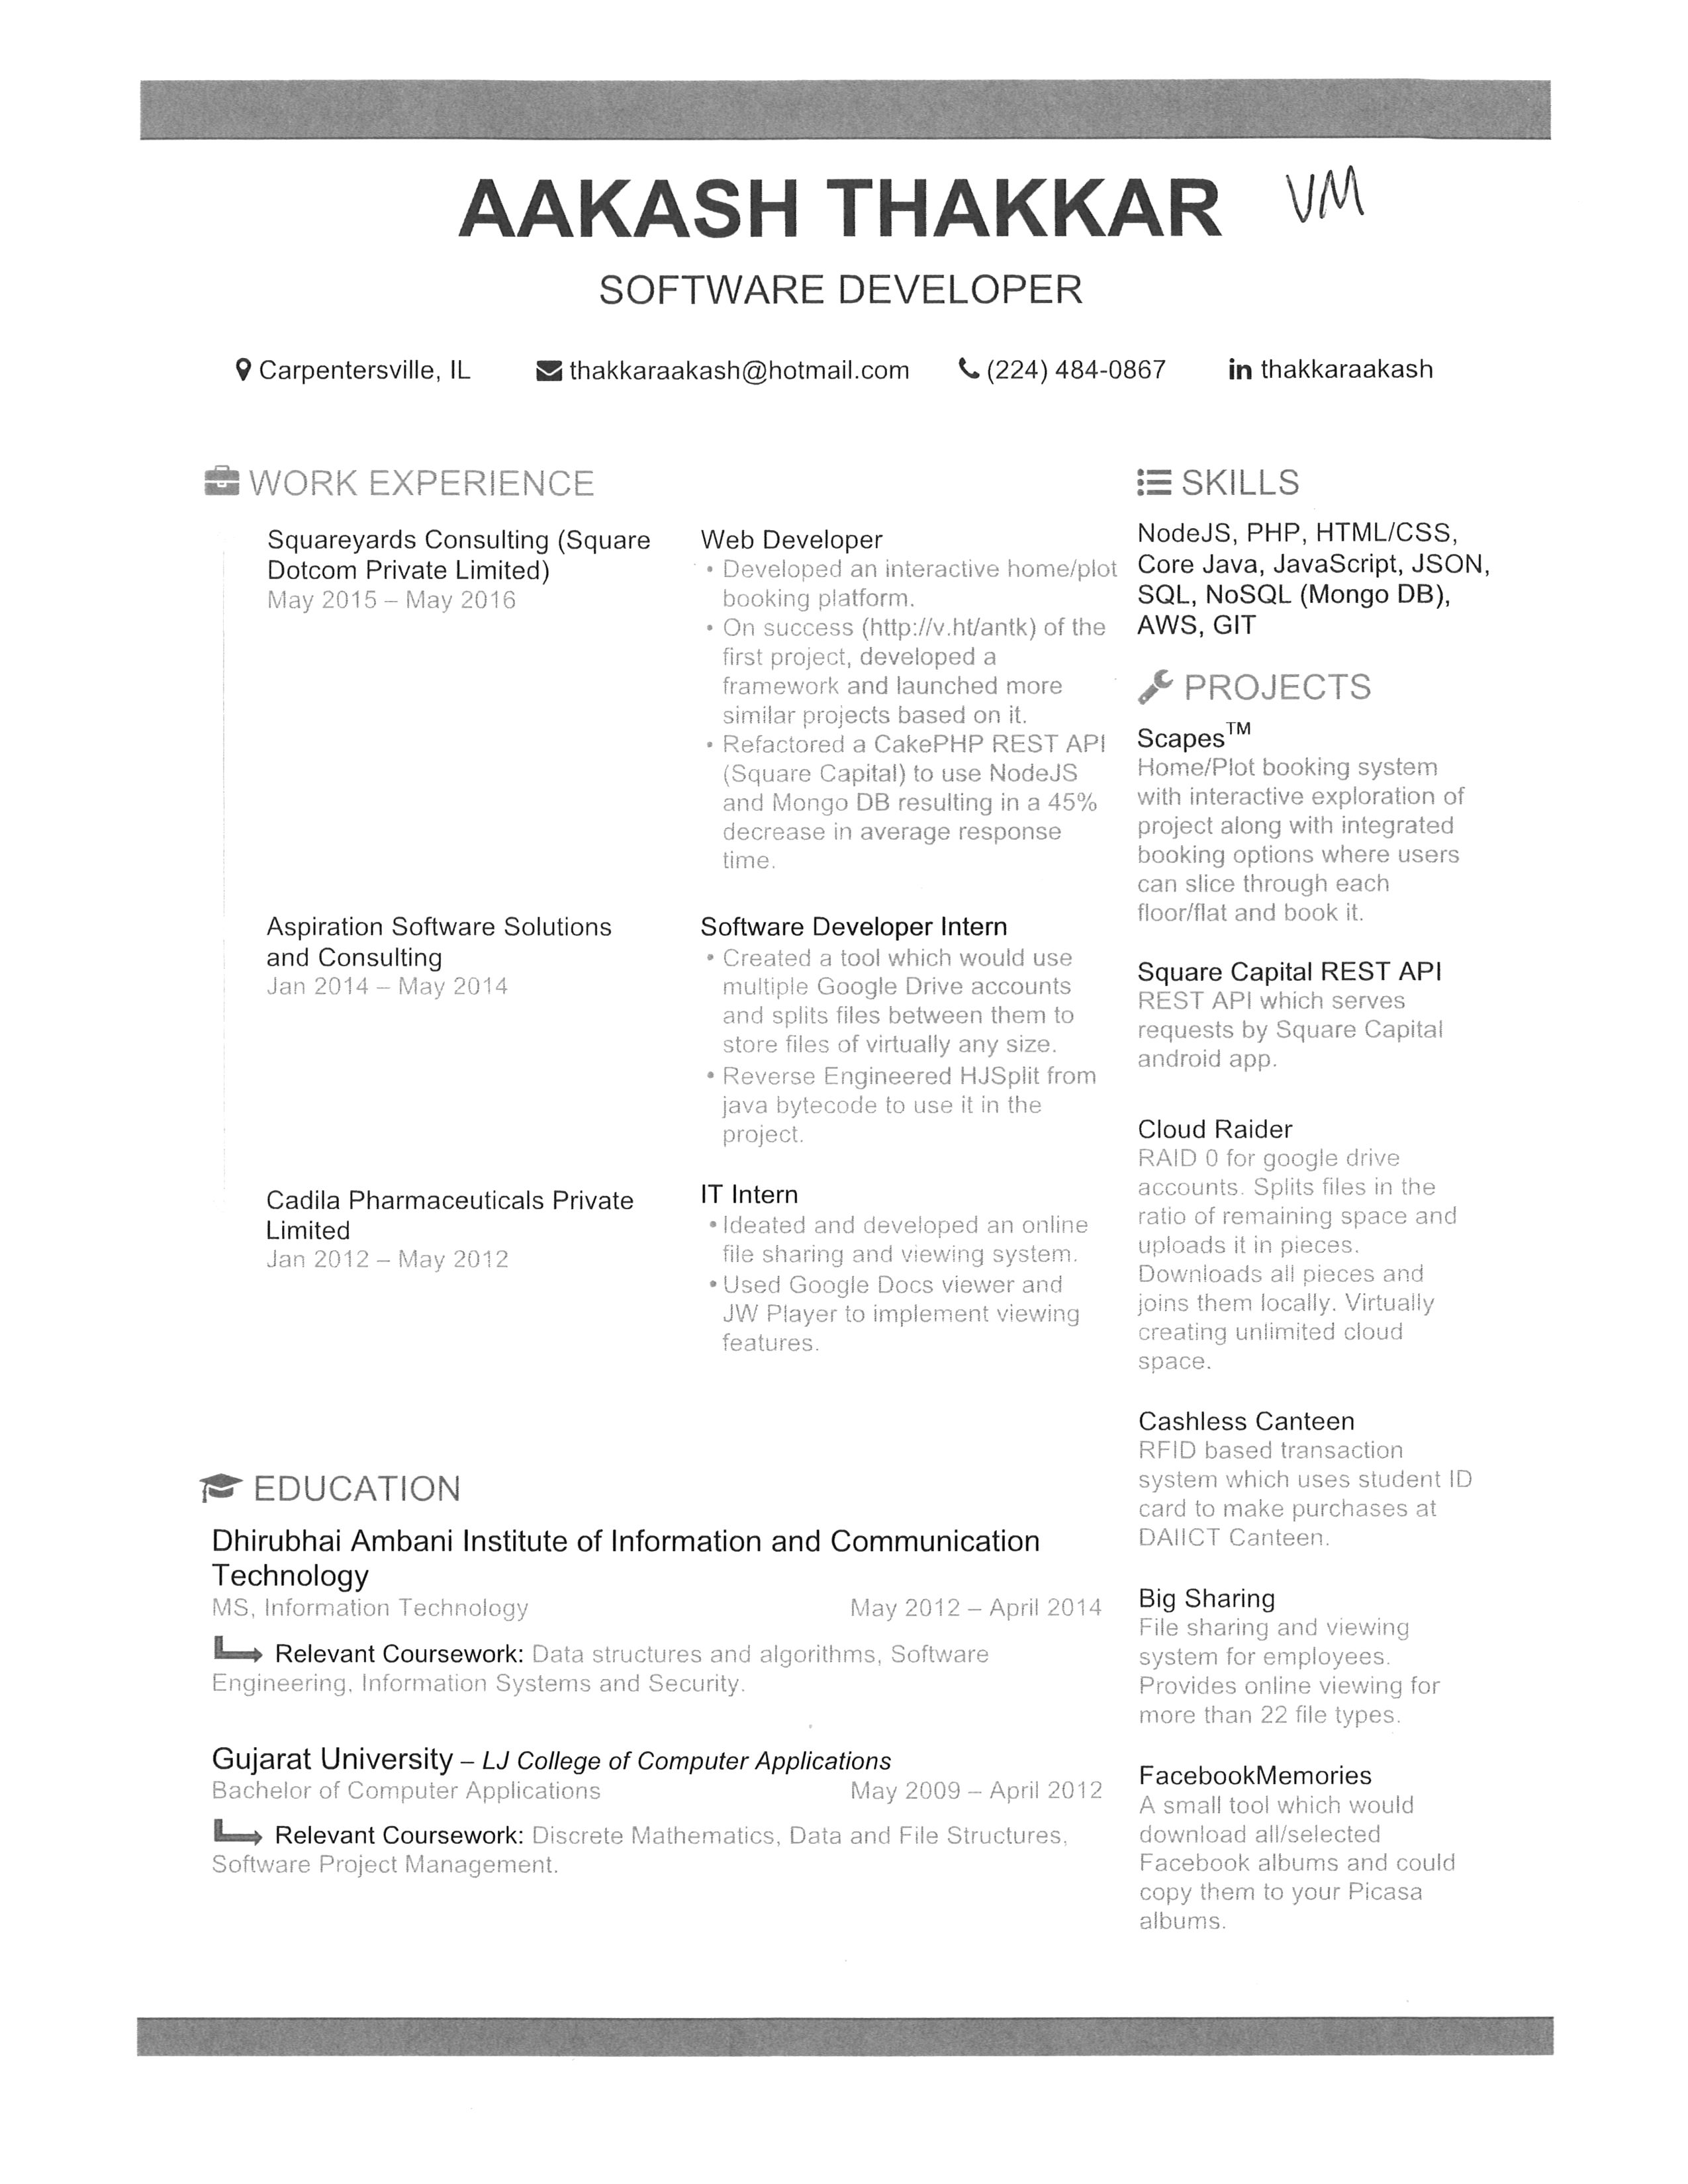 AAKASH THAKKAR VM
SOFTWARE DEVELOPER
Carpentersville, IL thakkaraakash@hotmail.com (224) 484-0867 in thakkaraakash
WORK EXPERIENCE
Squareyards Consulting (Square
Dotcom Private Limited)
May 2015 – May 2016
Web Developer
• Developed an interactive home/plot
booking platform.
• On success (http://v.ht/antk) of the
first project, developed a
framework and launched more
similar projects based on it.
• Refactored a CakePHP REST API
(Square Capital) to use NodeJS
and Mongo DB resulting in a 45%
decrease in average response
time.
Aspiration Software Solutions
and Consulting
Jan 2014 – May 2014
Software Developer Intern
• Created a tool which would use
multiple Google Drive accounts
and splits files between them to
store files of virtually any size.
• Reverse Engineered HJSplit from
java bytecode to use it in the
project.
Cadila Pharmaceuticals Private
Limited
Jan 2012 – May 2012
IT Intern
• Ideated and developed an online
file sharing and viewing system.
• Used Google Docs viewer and
JW Player to implement viewing
features.
EDUCATION
Dhirubhai Ambani Institute of Information and Communication
Technology
MS, Information Technology May 2012 – April 2014
Relevant Coursework: Data structures and algorithms, Software
Engineering, Information Systems and Security.
Gujarat University – LJ College of Computer Applications
Bachelor of Computer Applications May 2009 – April 2012
Relevant Coursework: Discrete Mathematics, Data and File Structures,
Software Project Management.
SKILLS
NodeJS, PHP, HTML/CSS,
Core Java, JavaScript, JSON,
SQL, NoSQL (Mongo DB),
AWS, GIT
PROJECTS
Scapes™
Home/Plot booking system
with interactive exploration of
project along with integrated
booking options where users
can slice through each
floor/flat and book it.
Square Capital REST API
REST API which serves
requests by Square Capital
android app.
Cloud Raider
RAID 0 for google drive
accounts. Splits files in the
ratio of remaining space and
uploads it in pieces.
Downloads all pieces and
joins them locally. Virtually
creating unlimited cloud
space.
Cashless Canteen
RFID based transaction
system which uses student ID
card to make purchases at
DAIICT Canteen.
Big Sharing
File sharing and viewing
system for employees.
Provides online viewing for
more than 22 file types.
FacebookMemories
A small tool which would
download all/selected
Facebook albums and could
copy them to your Picasa
albums.